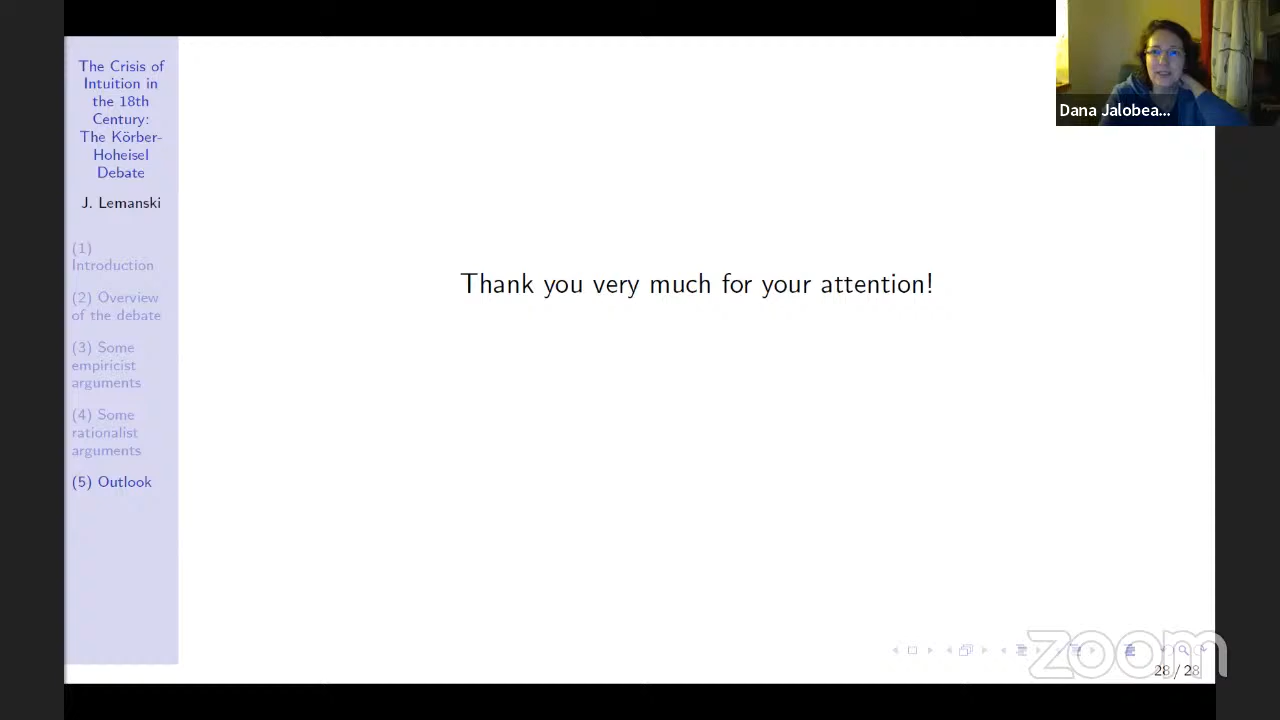 The Crisis of
Intuition in
the 18th
Century:
The Körber-
Hoheisel
Debate
J. Lemanski
(1)
Introduction
(2) Overview
of the debate
(3) Some
empiricist
arguments
(4) Some
rationalist
arguments
(5) Outlook
Thank you very much for your attention!
Dana Jalobea...
zoom
28 / 28